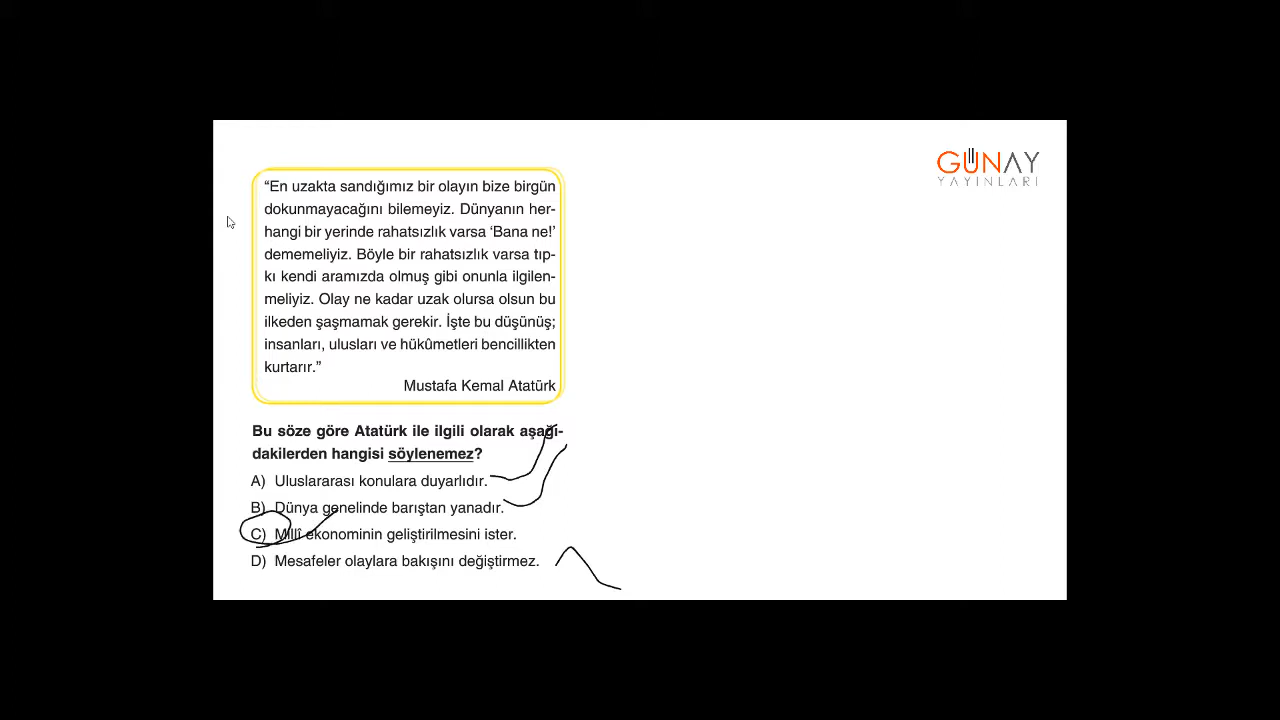 GÜNAY
YAYINLARI
“En uzakta sandığımız bir olayın bize birgün
dokunmayacağını bilemeyiz. Dünyanın her-
hangi bir yerinde rahatsızlık varsa ‘Bana ne!’
dememeliyiz. Böyle bir rahatsızlık varsa tıp-
kı kendi aramızda olmuş gibi onunla ilgilen-
meliyiz. Olay ne kadar uzak olursa olsun bu
ilkeden şaşmamak gerekir. İşte bu düşünüş;
insanları, ulusları ve hükûmetleri bencillikten
kurtarır.”
Mustafa Kemal Atatürk
Bu söze göre Atatürk ile ilgili olarak aşağı-
dakilerden hangisi söylenemez?
A) Uluslararası konulara duyarlıdır.
B) Dünya genelinde barıştan yanadır.
C) Millî ekonominin geliştirilmesini ister.
D) Mesafeler olaylara bakışını değiştirmez.